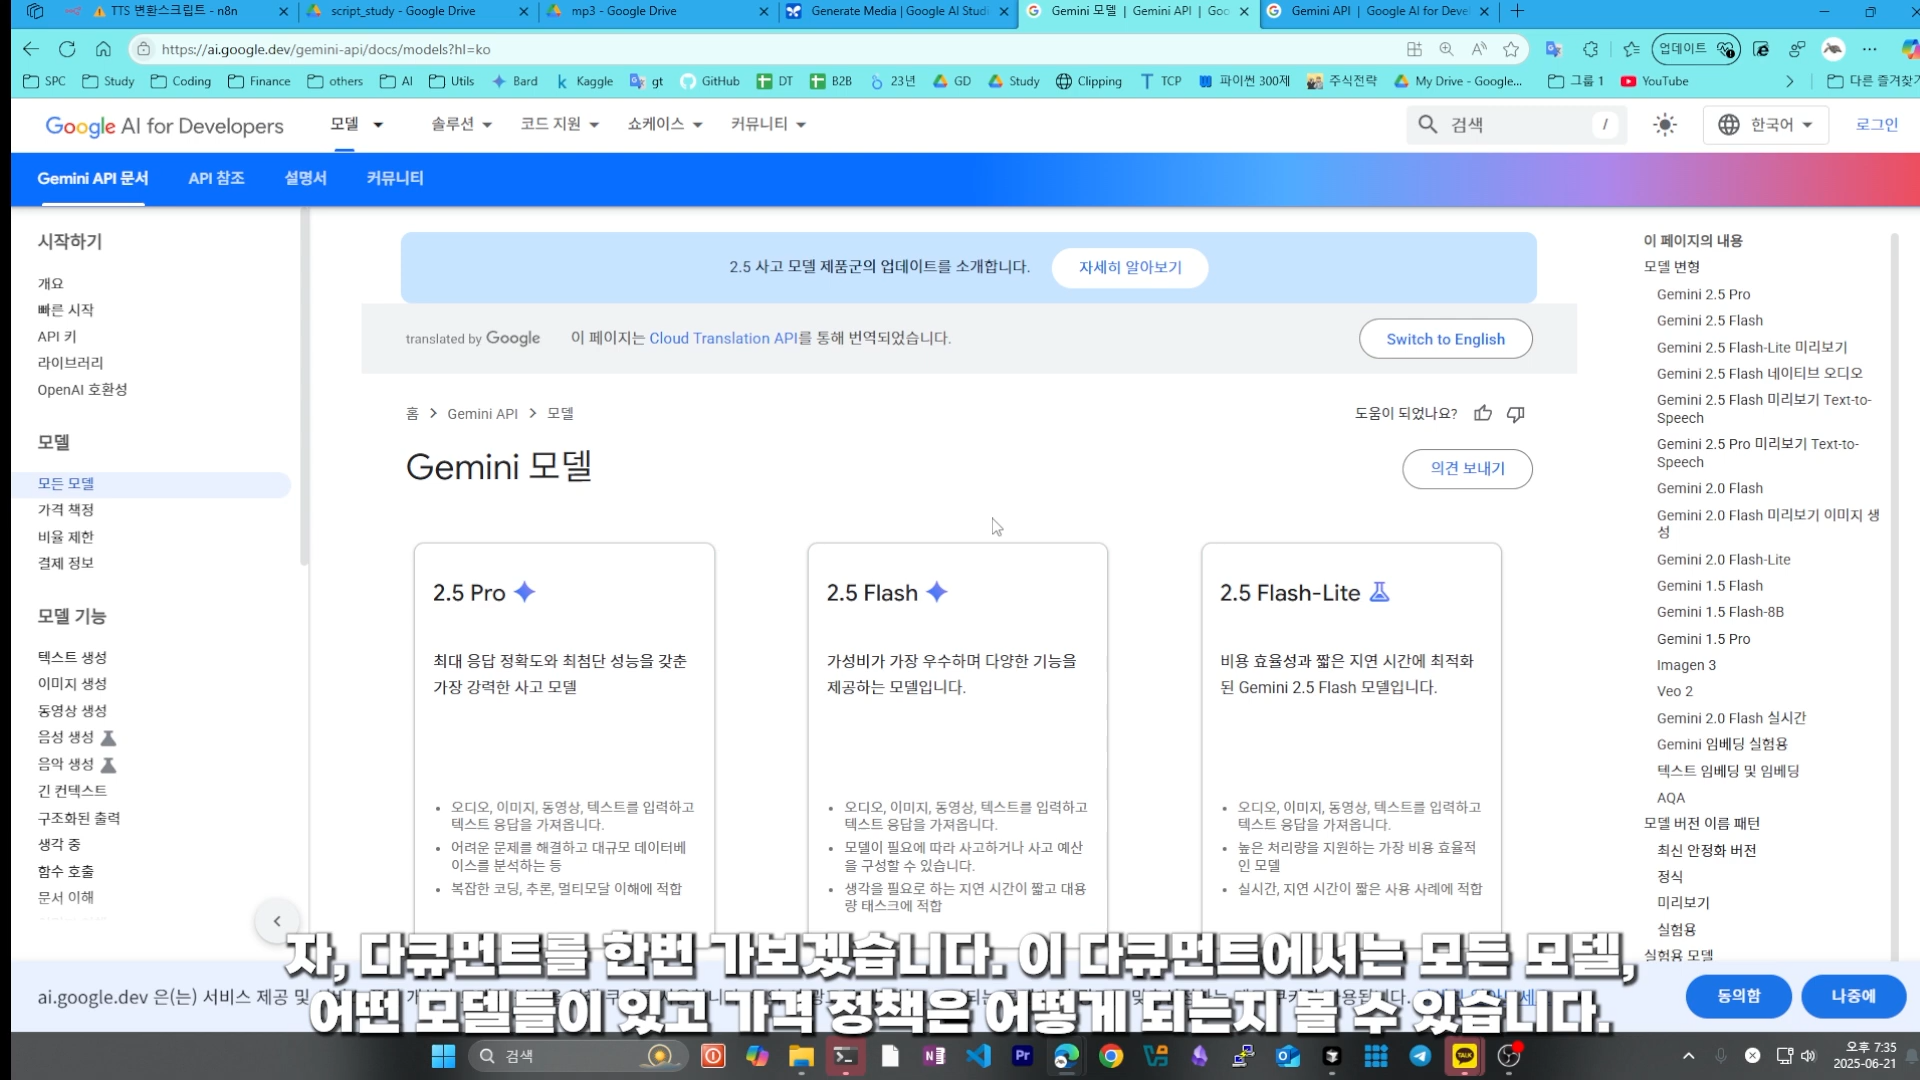 TTS 변환스크립트 - n8n
script_study - Google Drive
mp3 - Google Drive
Generate Media | Google AI Studi
Gemini 모델 | Gemini API | Goo
Gemini API | Google AI for Devel
https://ai.google.dev/gemini-api/docs/models?hl=ko
업데이트
SPC Study Coding Finance others AI Utils Bard Kaggle gt GitHub DT B2B 23년 GD Study Clipping TCP 파이썬 300제 주식전략 My Drive - Google... 그룹 1 YouTube 다른 즐겨찾기
Google AI for Developers
모델 솔루션 코드 지원 쇼케이스 커뮤니티
검색 /
한국어
로그인
Gemini API 문서 API 참조 설명서 커뮤니티
시작하기
개요
빠른 시작
API 키
라이브러리
OpenAI 호환성
모델
모든 모델
가격 책정
비율 제한
결제 정보
모델 기능
텍스트 생성
이미지 생성
동영상 생성
음성 생성
음악 생성
긴 컨텍스트
구조화된 출력
생각 중
함수 호출
문서 이해
2.5 사고 모델 제품군의 업데이트를 소개합니다. 자세히 알아보기
translated by Google 이 페이지는 Cloud Translation API를 통해 번역되었습니다. Switch to English
홈 > Gemini API > 모델
도움이 되었나요?
Gemini 모델
의견 보내기
2.5 Pro
최대 응답 정확도와 최첨단 성능을 갖춘
가장 강력한 사고 모델
• 오디오, 이미지, 동영상, 텍스트를 입력하고
텍스트 응답을 가져옵니다.
• 어려운 문제를 해결하고 대규모 데이터베
이스를 분석하는 등
• 복잡한 코딩, 추론, 멀티모달 이해에 적합
2.5 Flash
가성비가 가장 우수하며 다양한 기능을
제공하는 모델입니다.
• 오디오, 이미지, 동영상, 텍스트를 입력하고
텍스트 응답을 가져옵니다.
• 모델이 필요에 따라 사고하거나 사고 예산
을 구성할 수 있습니다.
• 생각을 필요로 하는 지연 시간이 짧고 대용
량 태스크에 적합
2.5 Flash-Lite
비용 효율성과 짧은 지연 시간에 최적화
된 Gemini 2.5 Flash 모델입니다.
• 오디오, 이미지, 동영상, 텍스트를 입력하고
텍스트 응답을 가져옵니다.
• 높은 처리량을 지원하는 가장 비용 효율적
인 모델
• 실시간, 지연 시간이 짧은 사용 사례에 적합
이 페이지의 내용
모델 변형
Gemini 2.5 Pro
Gemini 2.5 Flash
Gemini 2.5 Flash-Lite 미리보기
Gemini 2.5 Flash 네이티브 오디오
Gemini 2.5 Flash 미리보기 Text-to-
Speech
Gemini 2.5 Pro 미리보기 Text-to-
Speech
Gemini 2.0 Flash
Gemini 2.0 Flash 미리보기 이미지 생
성
Gemini 2.0 Flash-Lite
Gemini 1.5 Flash
Gemini 1.5 Flash-8B
Gemini 1.5 Pro
Imagen 3
Veo 2
Gemini 2.0 Flash 실시간
Gemini 임베딩 실험용
텍스트 임베딩 및 임베딩
AQA
모델 버전 이름 패턴
최신 안정화 버전
정식
미리보기
실험용
실험용 모델
자, 다큐먼트를 한번 가보겠습니다. 이 다큐먼트에서는 모든 모델,
어떤 모델들이 있고 가격 정책은 어떻게 되는지 볼 수 있습니다.
ai.google.dev 은(는) 서비스 제공 및
동의함
나중에
검색
오후 7:35
2025-06-21